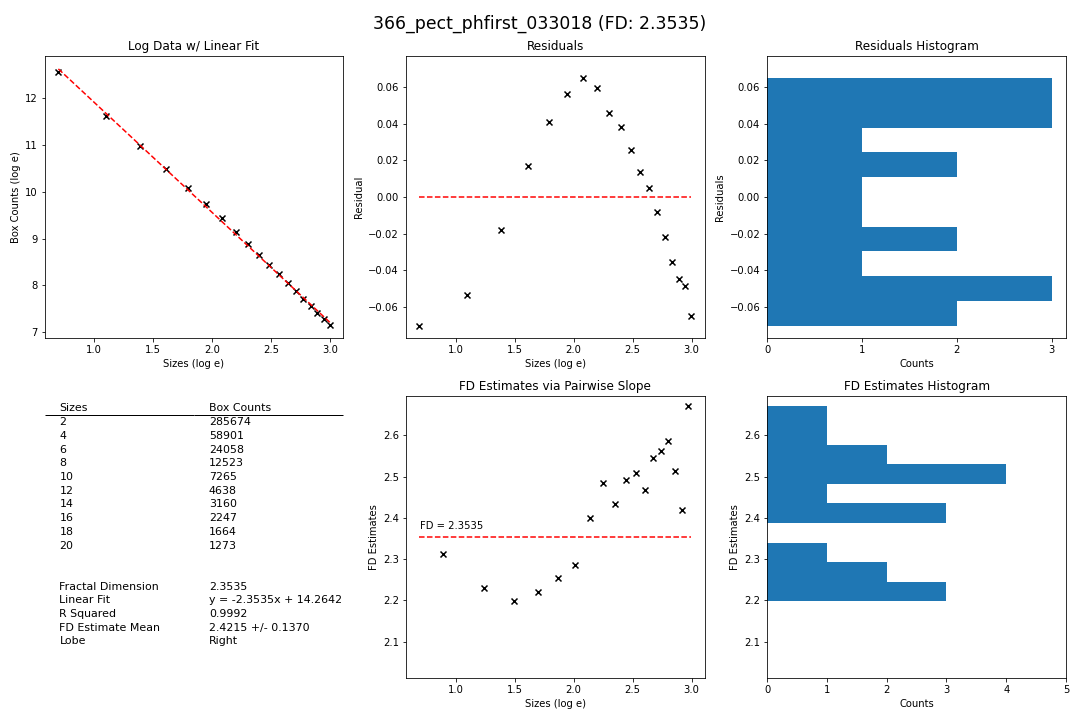 366_pect_phfirst_033018 (FD: 2.3535)
Log Data w/ Linear Fit
Box Counts (log e)
12
11
10
9
8
7
1.0 1.5 2.0 2.5 3.0
Sizes (log e)
Residuals
Residual
0.06
0.04
0.02
0.00
−0.02
−0.04
−0.06
1.0 1.5 2.0 2.5 3.0
Sizes (log e)
Residuals Histogram
Residuals
0.06
0.04
0.02
0.00
−0.02
−0.04
−0.06
0 1 2 3
Counts
Sizes Box Counts
2 285674
4 58901
6 24058
8 12523
10 7265
12 4638
14 3160
16 2247
18 1664
20 1273
Fractal Dimension 2.3535
Linear Fit y = -2.3535x + 14.2642
R Squared 0.9992
FD Estimate Mean 2.4215 +/- 0.1370
Lobe Right
FD Estimates via Pairwise Slope
FD Estimates
2.6
2.5
2.4
2.3
2.2
2.1
FD = 2.3535
1.0 1.5 2.0 2.5 3.0
Sizes (log e)
FD Estimates Histogram
FD Estimates
2.6
2.5
2.4
2.3
2.2
2.1
0 1 2 3 4 5
Counts